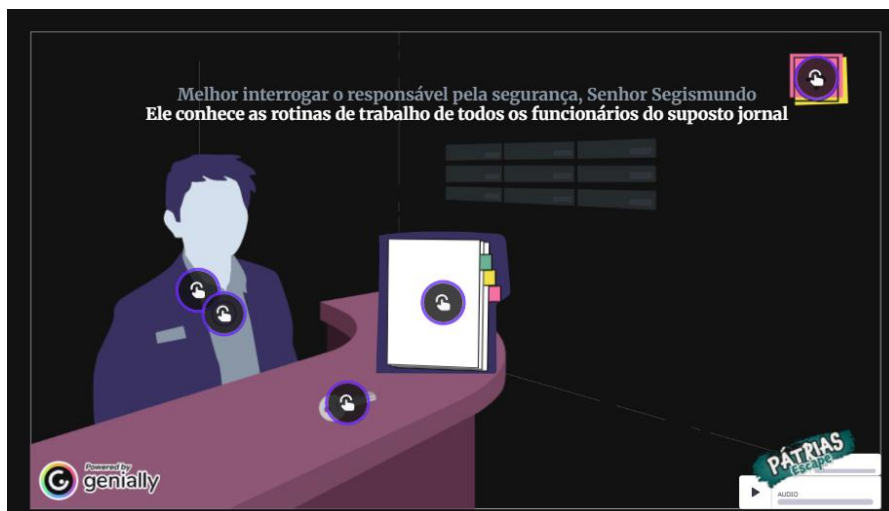 Melhor interrogar o responsável pela segurança, Senhor Segismundo
Ele conhece as rotinas de trabalho de todos os funcionários do suposto jornal
PÁTRIAS
Escape
AUDIO
Powered by
genially